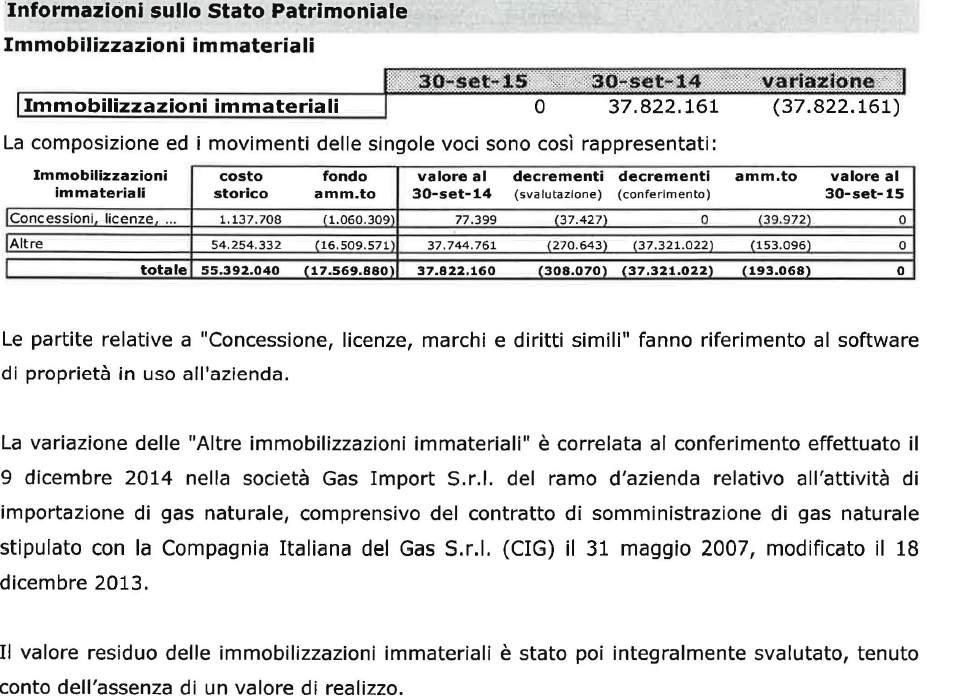 Informazioni sullo Stato Patrimoniale
Immobilizzazioni immateriali
30-set-15 30-set-14 variazione
Immobilizzazioni immateriali 0 37.822.161 (37.822.161)
La composizione ed i movimenti delle singole voci sono così rappresentati:
Immobilizzazioni costo fondo valore al decrementi decrementi amm.to valore al
immateriali storico amm.to 30-set-14 (svalutazione) (conferimento) 30-set-15
Concessioni, licenze, ... 1.137.708 (1.060.309) 77.399 (37.427) 0 (39.972) 0
Altre 54.254.332 (16.509.571) 37.744.761 (270.643) (37.321.022) (153.096) 0
totale 55.392.040 (17.569.880) 37.822.160 (308.070) (37.321.022) (193.068) 0
Le partite relative a "Concessione, licenze, marchi e diritti simili" fanno riferimento al software
di proprietà in uso all'azienda.
La variazione delle "Altre immobilizzazioni immateriali" è correlata al conferimento effettuato il
9 dicembre 2014 nella società Gas Import S.r.l. del ramo d'azienda relativo all'attività di
importazione di gas naturale, comprensivo del contratto di somministrazione di gas naturale
stipulato con la Compagnia Italiana del Gas S.r.l. (CIG) il 31 maggio 2007, modificato il 18
dicembre 2013.
Il valore residuo delle immobilizzazioni immateriali è stato poi integralmente svalutato, tenuto
conto dell'assenza di un valore di realizzo.